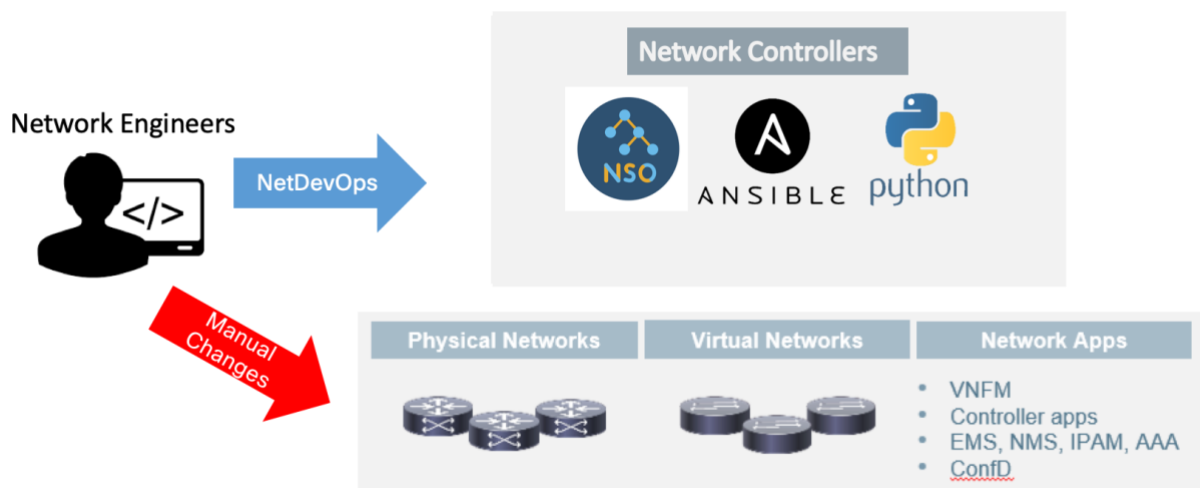 Network Controllers
Network Engineers
</>
NetDevOps
NSO
ANSIBLE
python
Manual
Changes
Physical Networks
Virtual Networks
Network Apps
• VNFM
• Controller apps
• EMS, NMS, IPAM, AAA
• ConfD